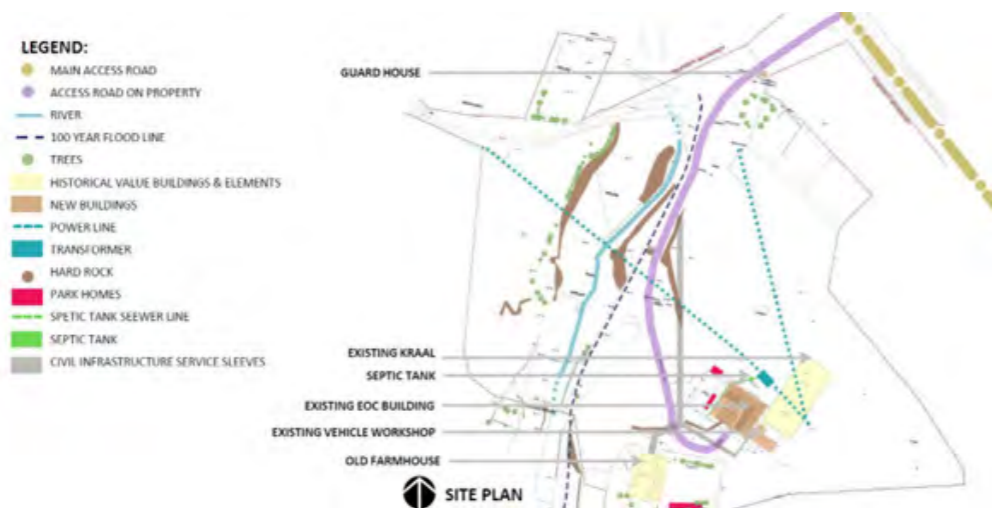 LEGEND:
MAIN ACCESS ROAD
ACCESS ROAD ON PROPERTY
RIVER
100 YEAR FLOOD LINE
TREES
HISTORICAL VALUE BUILDINGS & ELEMENTS
NEW BUILDINGS
POWER LINE
TRANSFORMER
HARD ROCK
PARK HOMES
SPETIC TANK SEEWER LINE
SEPTIC TANK
CIVIL INFRASTRUCTURE SERVICE SLEEVES
GUARD HOUSE
EXISTING KRAAL
SEPTIC TANK
EXISTING EOC BUILDING
EXISTING VEHICLE WORKSHOP
OLD FARMHOUSE
SITE PLAN